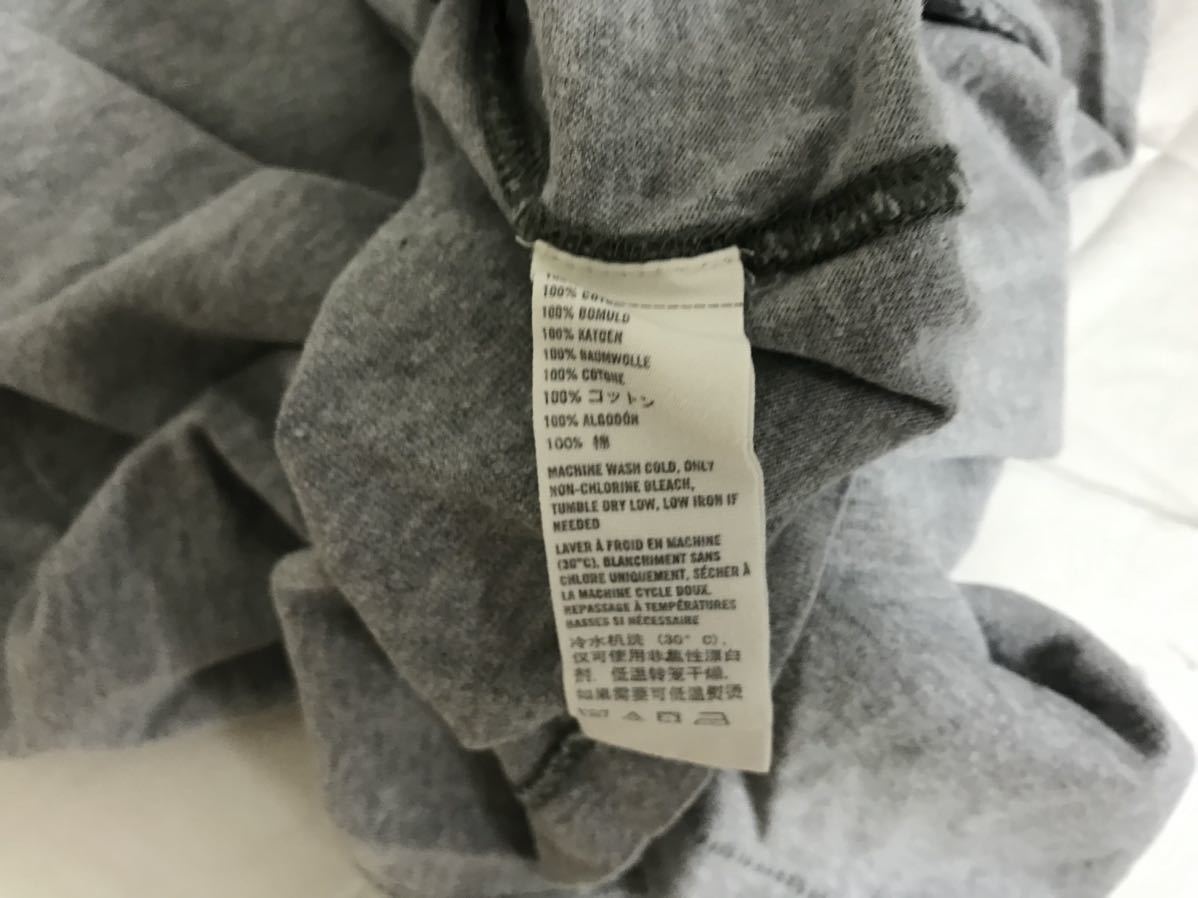 100%
100% BOMULD
100% KATOEN
100% BAUMWOLLE
100% COTONE
100% コットン
100% ALGODÓN
100% 棉
MACHINE WASH COLD, ONLY
NON-CHLORINE BLEACH,
TUMBLE DRY LOW, LOW IRON IF
NEEDED
LAVER À FROID EN MACHINE
(30°C), BLANCHIMENT SANS
CHLORE UNIQUEMENT, SÉCHER À
LA MACHINE CYCLE DOUX.
REPASSAGE À TEMPÉRATURES
BASSES SI NÉCESSAIRE
冷水机洗 (30° C),
仅可使用非氯性漂白
剂, 低温转笼干燥,
如果需要可低温熨烫